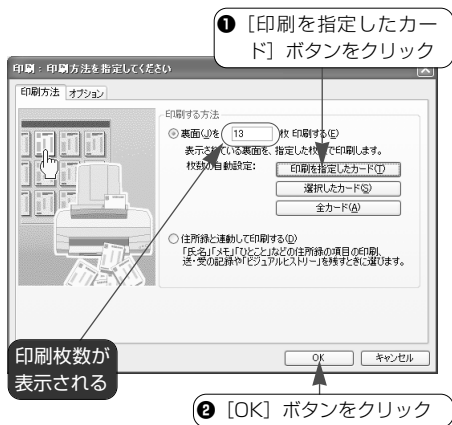 ❶［印刷を指定したカー
ド］ボタンをクリック
印刷：印刷方法を指定してください
印刷方法 オプション
印刷する方法
裏面(J)を 13 枚 印刷する(E)
表示されている裏面を、指定した枚数で印刷します。
枚数の自動設定： 印刷を指定したカード(T)
選択したカード(S)
全カード(A)
住所録と連動して印刷する(D)
「氏名」「メモ」「ひとこと」などの住所録の項目の印刷、
送・受の記録や「ビジュアルヒストリー」を残すときに選びます。
印刷枚数が
表示される
OK キャンセル
❷［OK］ボタンをクリック